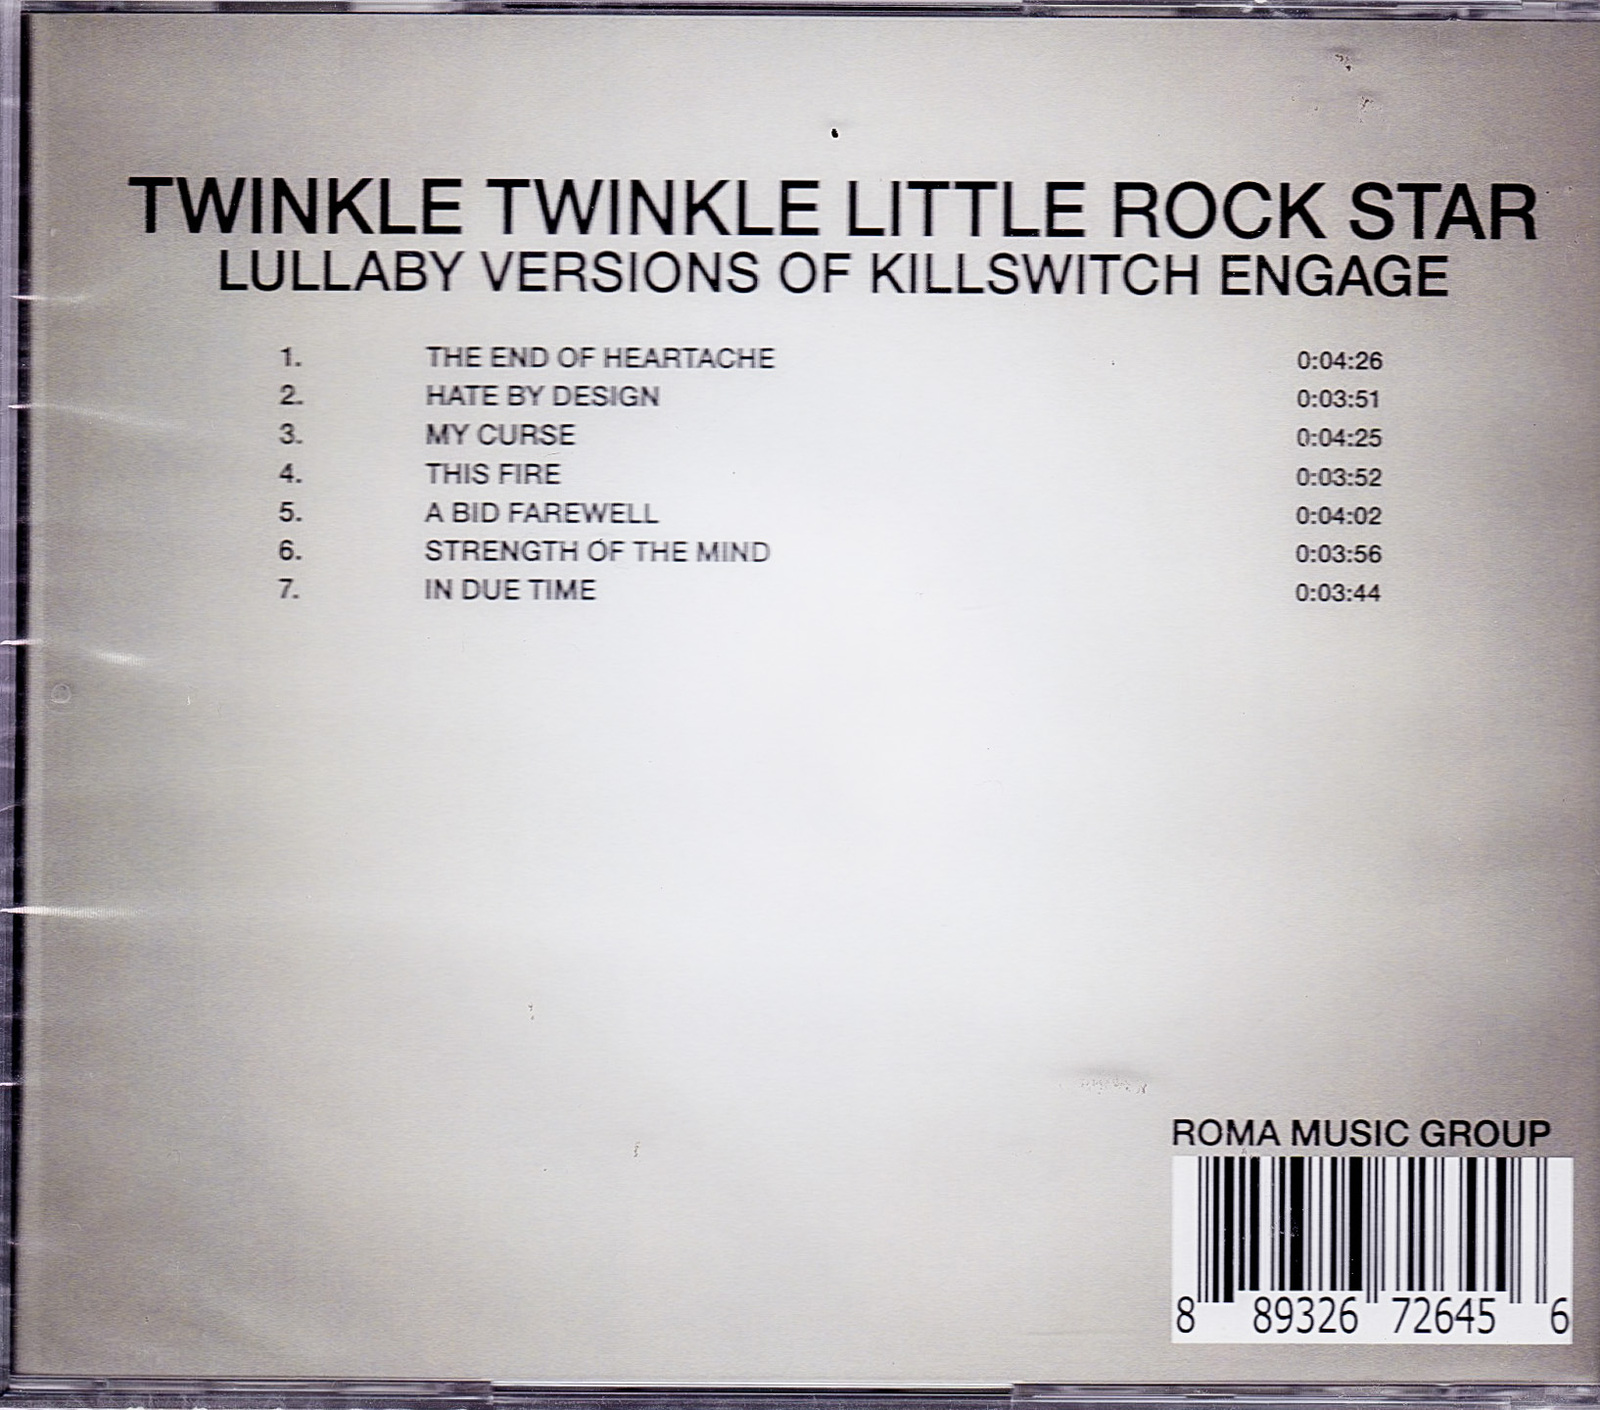 TWINKLE TWINKLE LITTLE ROCK STAR
LULLABY VERSIONS OF KILLSWITCH ENGAGE
1. THE END OF HEARTACHE 0:04:26
2. HATE BY DESIGN 0:03:51
3. MY CURSE 0:04:25
4. THIS FIRE 0:03:52
5. A BID FAREWELL 0:04:02
6. STRENGTH OF THE MIND 0:03:56
7. IN DUE TIME 0:03:44
ROMA MUSIC GROUP
8 89326 72645 6